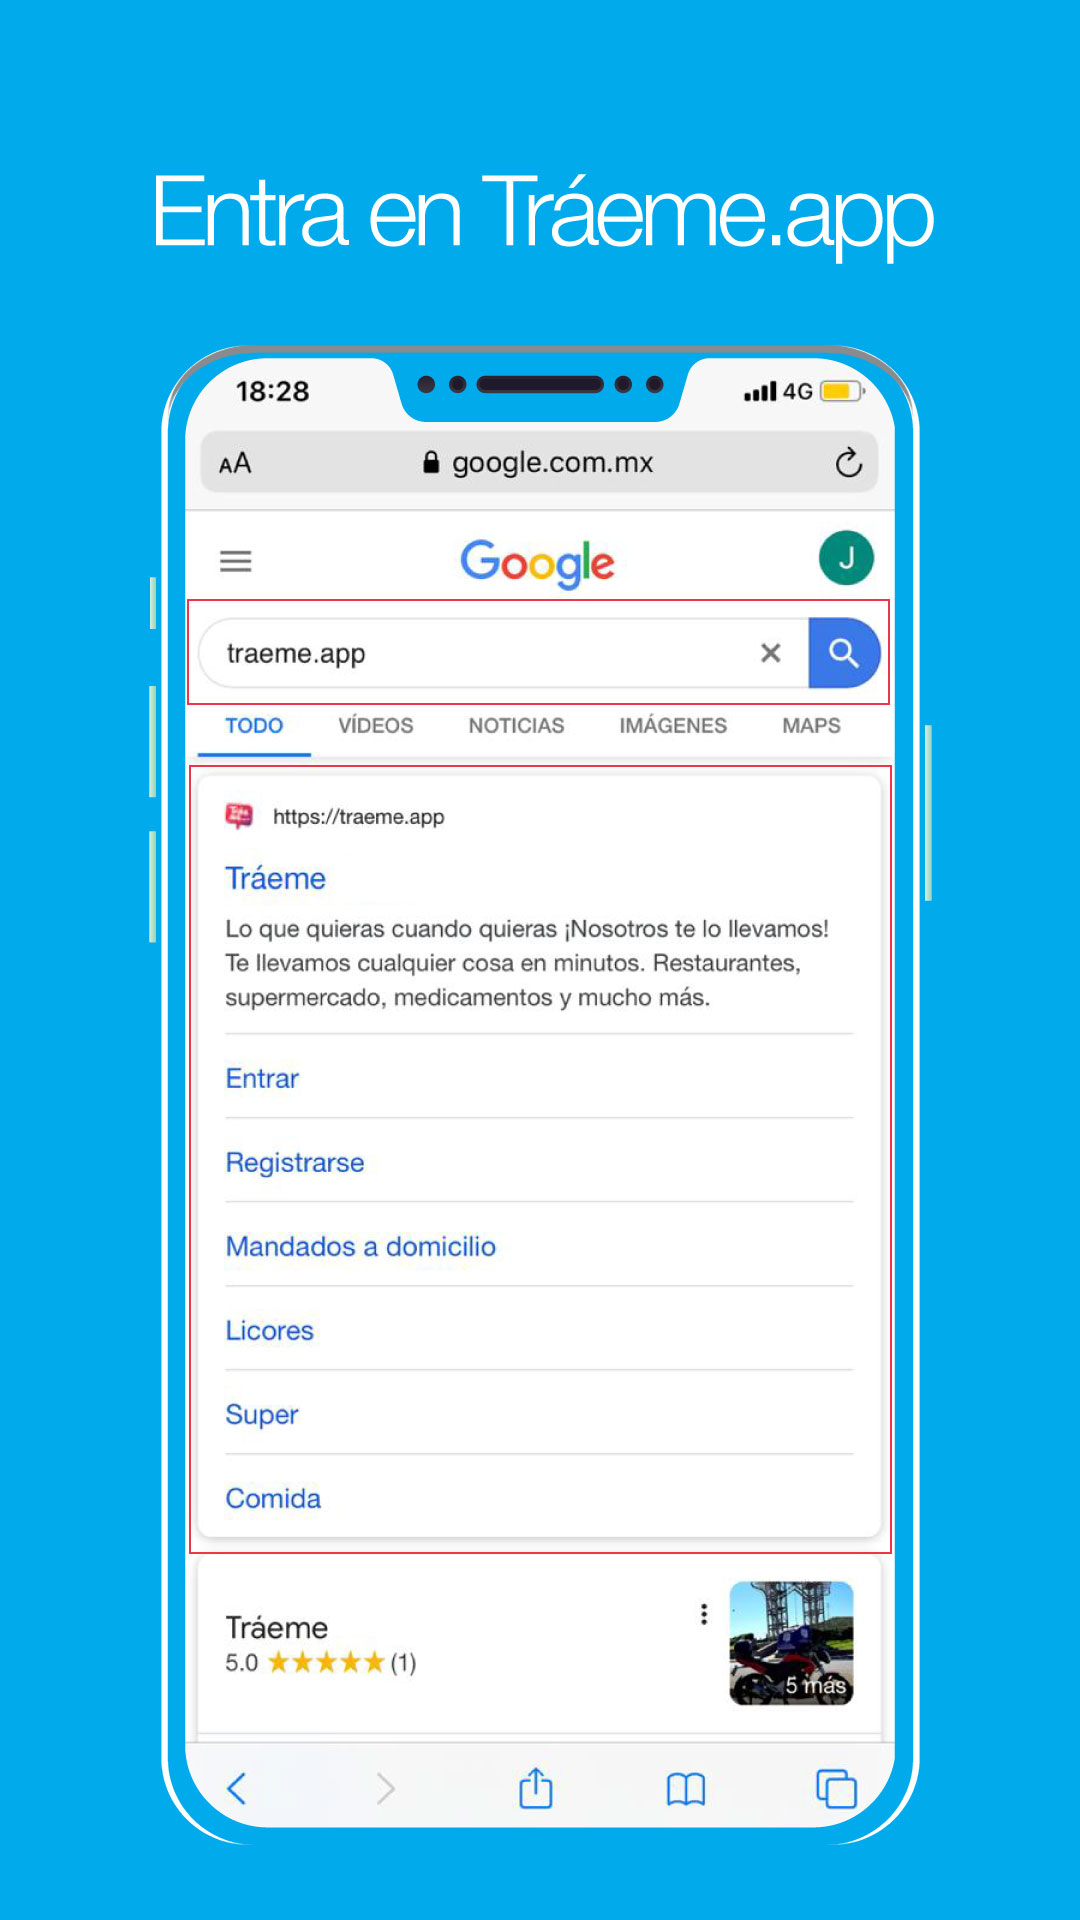 Entra en Tráeme.app
18:28
4G
AA
google.com.mx
Google
J
traeme.app
TODO VÍDEOS NOTICIAS IMÁGENES MAPS
https://traeme.app
Tráeme
Lo que quieras cuando quieras ¡Nosotros te lo llevamos!
Te llevamos cualquier cosa en minutos. Restaurantes,
supermercado, medicamentos y mucho más.
Entrar
Registrarse
Mandados a domicilio
Licores
Super
Comida
Tráeme
5.0 ★★★★★ (1)
5 más